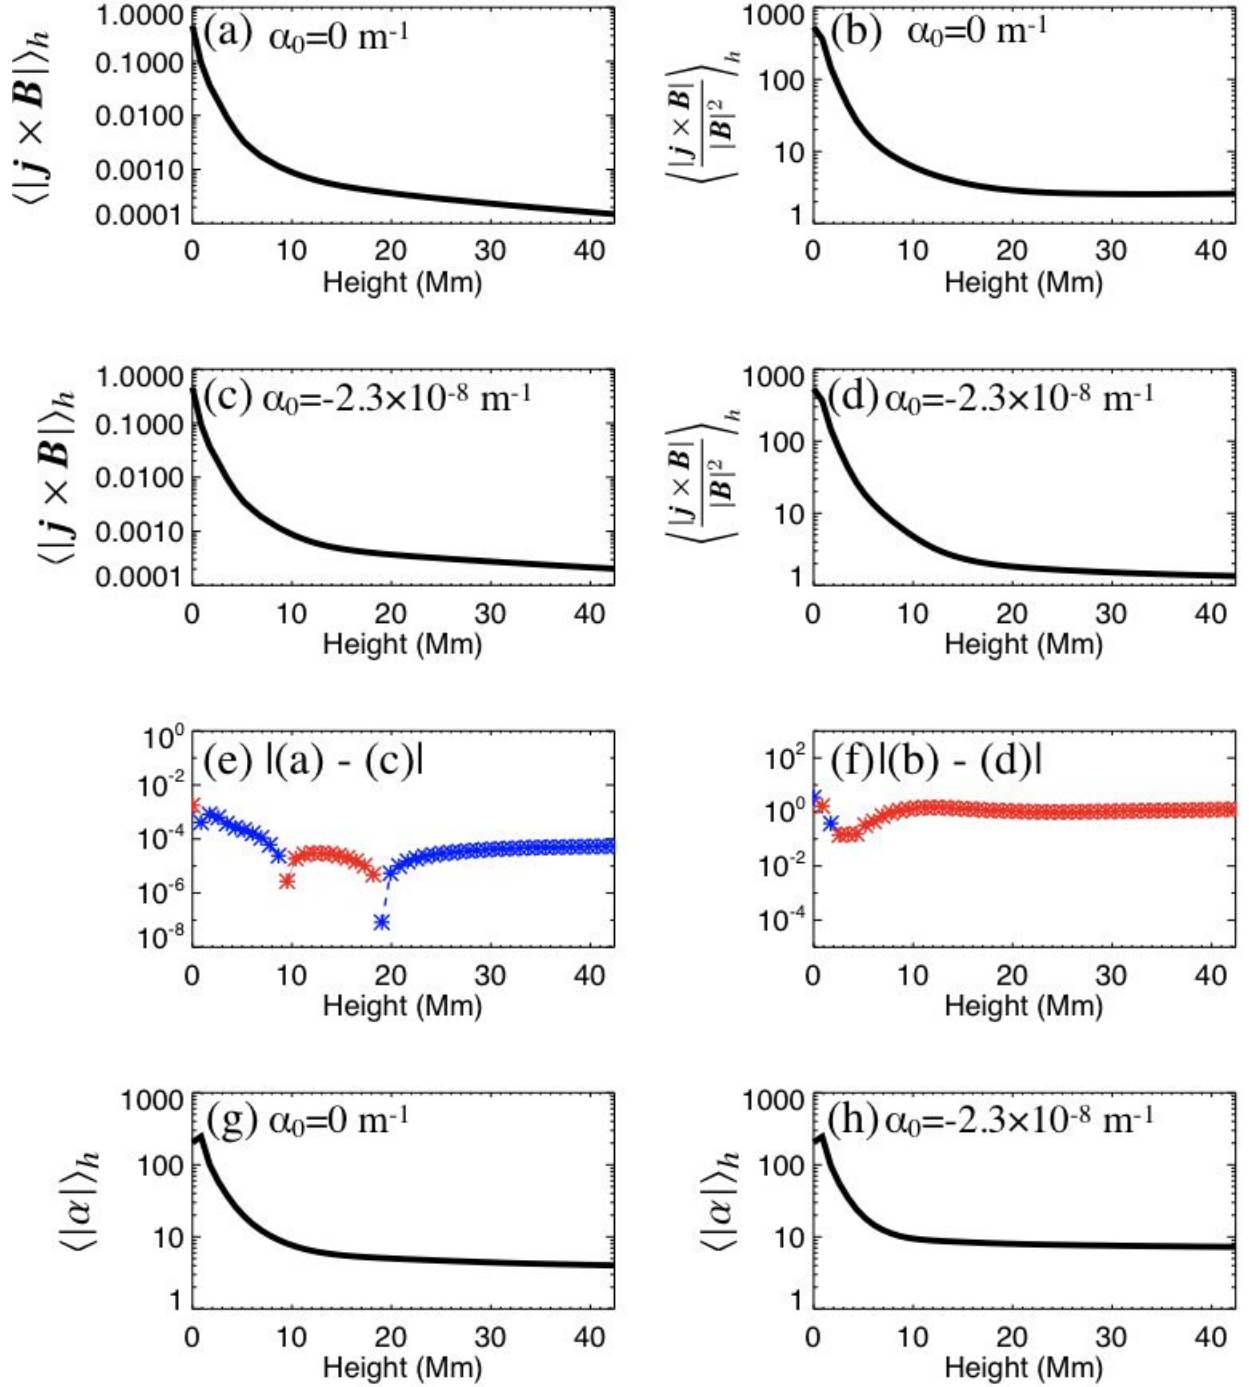 (a) α₀=0 m⁻¹
⟨|j × B|⟩ₕ
1.0000
0.1000
0.0100
0.0010
0.0001
0 10 20 30 40
Height (Mm)
(b) α₀=0 m⁻¹
⟨|j × B| / |B|²⟩ₕ
1000
100
10
1
0 10 20 30 40
Height (Mm)
(c) α₀=-2.3×10⁻⁸ m⁻¹
⟨|j × B|⟩ₕ
1.0000
0.1000
0.0100
0.0010
0.0001
0 10 20 30 40
Height (Mm)
(d) α₀=-2.3×10⁻⁸ m⁻¹
⟨|j × B| / |B|²⟩ₕ
1000
100
10
1
0 10 20 30 40
Height (Mm)
(e) |(a) - (c)|
10⁰
10⁻²
10⁻⁴
10⁻⁶
10⁻⁸
0 10 20 30 40
Height (Mm)
(f) |(b) - (d)|
10²
10⁰
10⁻²
10⁻⁴
0 10 20 30 40
Height (Mm)
(g) α₀=0 m⁻¹
⟨|α|⟩ₕ
1000
100
10
1
0 10 20 30 40
Height (Mm)
(h) α₀=-2.3×10⁻⁸ m⁻¹
⟨|α|⟩ₕ
1000
100
10
1
0 10 20 30 40
Height (Mm)